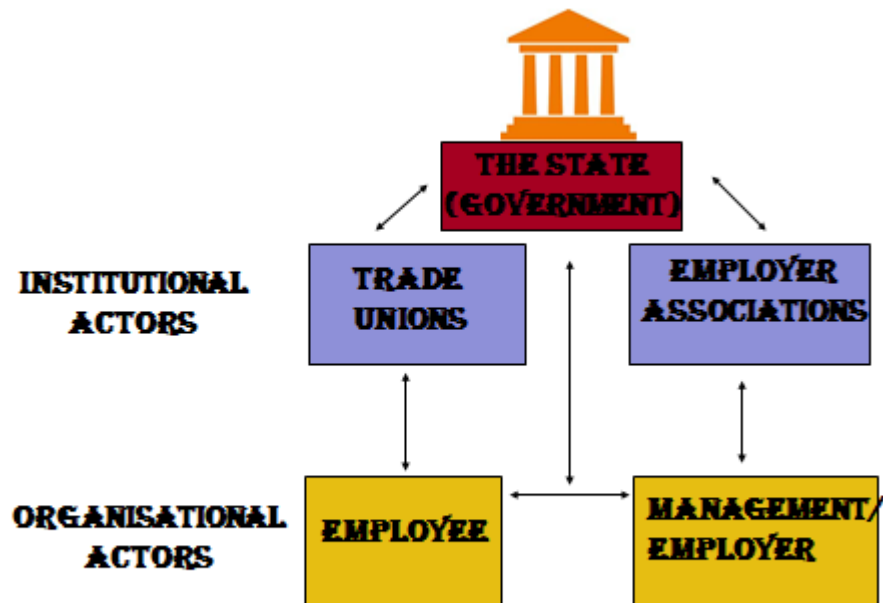 THE STATE
(GOVERNMENT)
INSTITUTIONAL
ACTORS
TRADE
UNIONS
EMPLOYER
ASSOCIATIONS
ORGANISATIONAL
ACTORS
EMPLOYEE
MANAGEMENT/
EMPLOYER